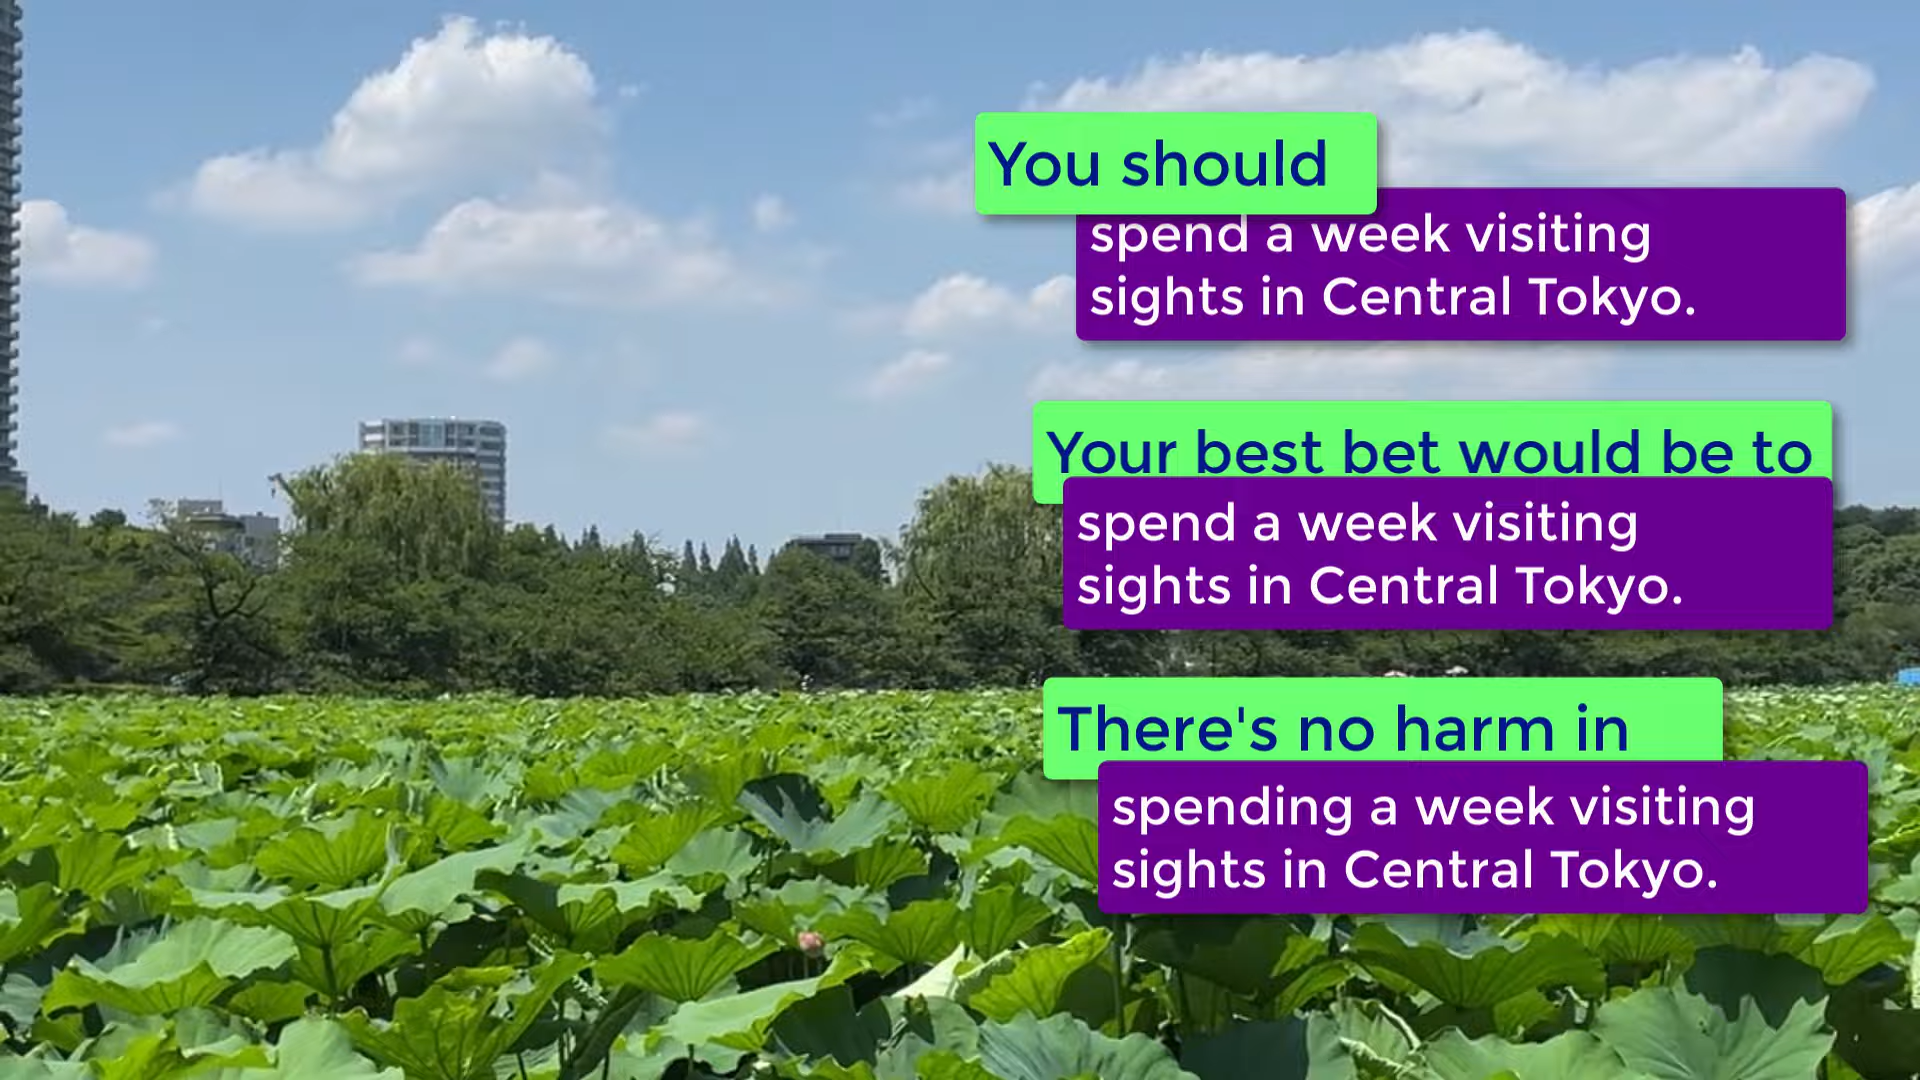 You should
spend a week visiting
sights in Central Tokyo.
Your best bet would be to
spend a week visiting
sights in Central Tokyo.
There's no harm in
spending a week visiting
sights in Central Tokyo.